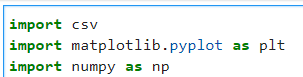 import csv
import matplotlib.pyplot as plt
import numpy as np